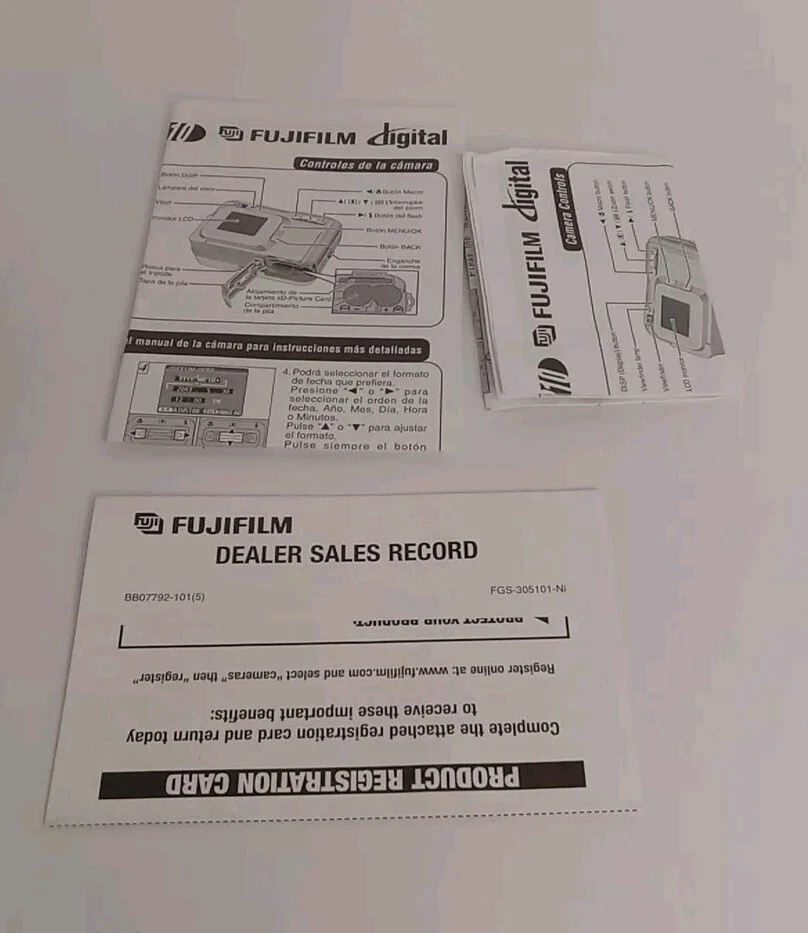 FUJI FUJIFILM digital
Controles de la cámara
Botón DISP
Lámpara del visor
Visor
monitor LCD
Botón Macro
Interruptor
del zoom
Botón del flash
Botón MENU/OK
Botón BACK
Enganche
de la correa
Rosca para
el trípode
Tapa de la pila
Alojamiento de
la tarjeta xD-Picture Card
Compartimiento
de la pila
l manual de la cámara para instrucciones más detalladas
4
4. Podrá seleccionar el formato
de fecha que prefiera.
Presione "◄" o "►" para
seleccionar el orden de la
fecha, Año, Mes, Día, Hora
o Minutos.
Pulse "▲" o "▼" para ajustar
el formato.
Pulse siempre el botón
FUJI FUJIFILM digital
Camera Controls
Macro button
Flash button
MENU/OK button
BACK button
DISP (Display) button
Viewfinder lamp
Viewfinder
LCD monitor
FUJI FUJIFILM
DEALER SALES RECORD
BB07792-101(5)
FGS-305101-Ni
PRODUCT REGISTRATION CARD
Complete the attached registration card and return today
to receive these important benefits:
Register online at: www.fujifilm.com and select "cameras" then "register"
PROTECT YOUR PRODUCT.